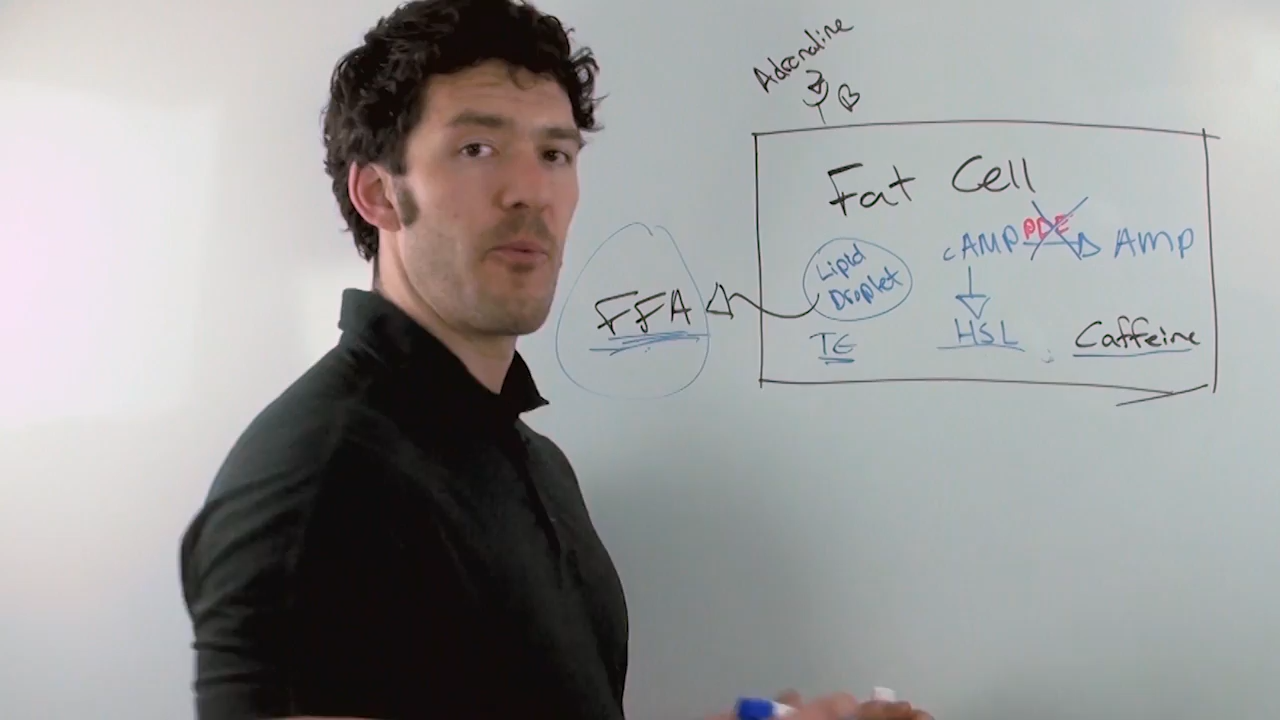 Adrenaline
B
Fat Cell
cAMP PDE AMP
Lipid
Droplet
FFA
TG
HSL
Caffeine